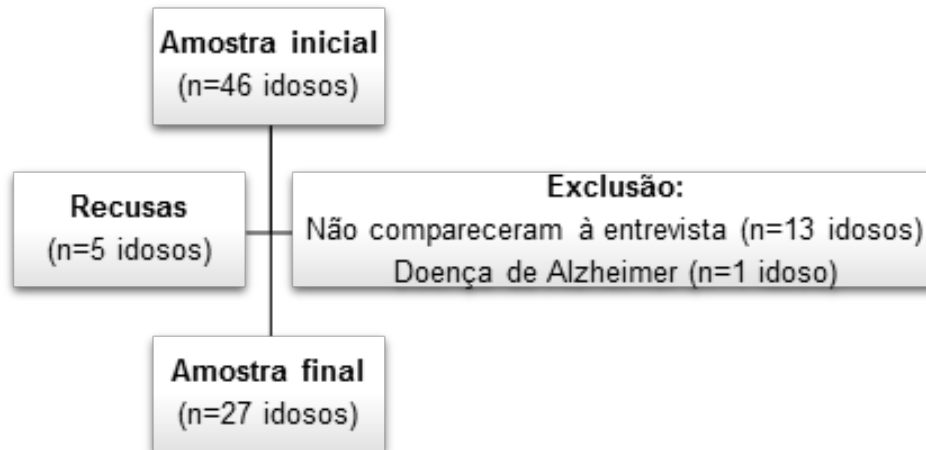 Amostra inicial
(n=46 idosos)
Recusas
(n=5 idosos)
Exclusão:
Não compareceram à entrevista (n=13 idosos)
Doença de Alzheimer (n=1 idoso)
Amostra final
(n=27 idosos)